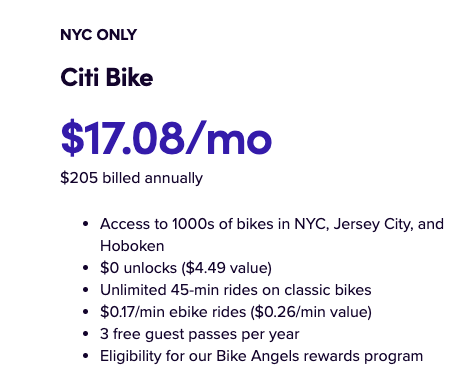 NYC ONLY
Citi Bike
$17.08/mo
$205 billed annually
• Access to 1000s of bikes in NYC, Jersey City, and
Hoboken
• $0 unlocks ($4.49 value)
• Unlimited 45-min rides on classic bikes
• $0.17/min ebike rides ($0.26/min value)
• 3 free guest passes per year
• Eligibility for our Bike Angels rewards program